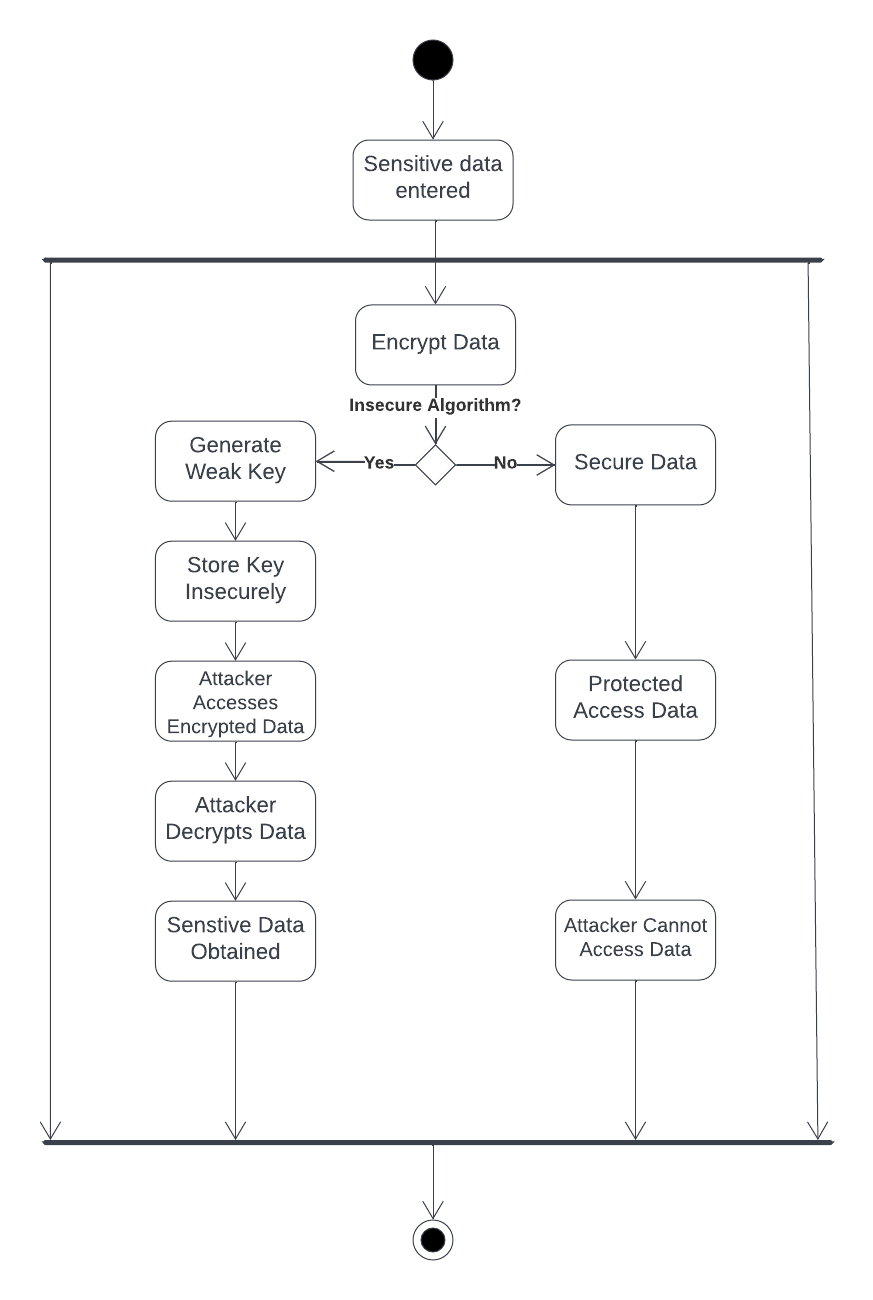 Sensitive data
entered
Encrypt Data
Insecure Algorithm?
Yes
No
Generate
Weak Key
Secure Data
Store Key
Insecurely
Attacker
Accesses
Encrypted Data
Protected
Access Data
Attacker
Decrypts Data
Senstive Data
Obtained
Attacker Cannot
Access Data